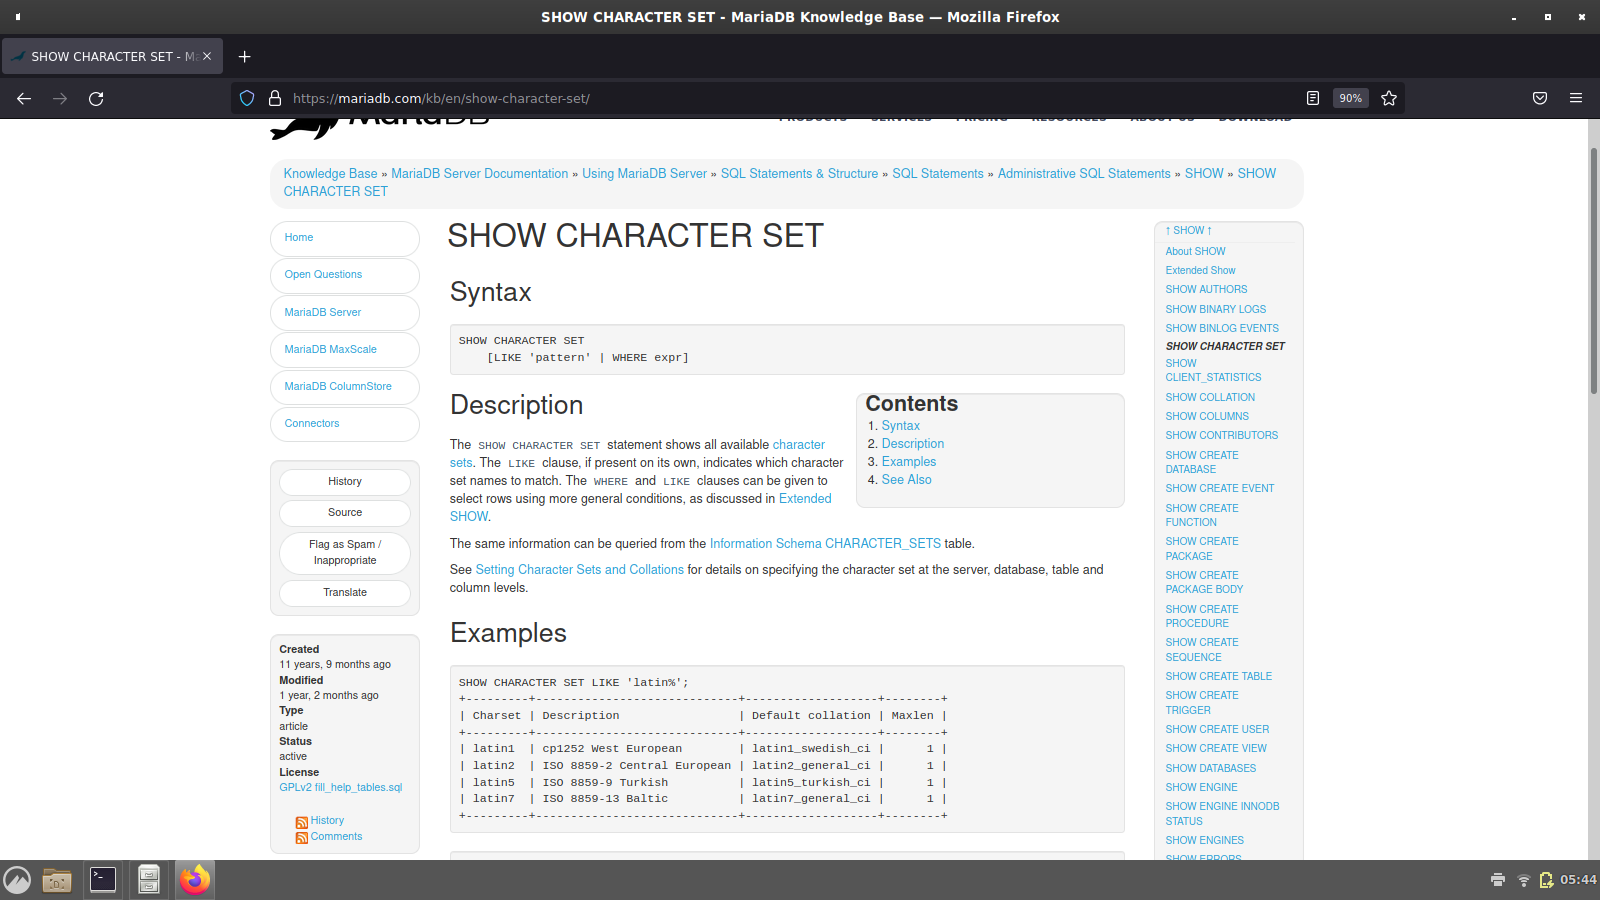 SHOW CHARACTER SET - MariaDB Knowledge Base — Mozilla Firefox
SHOW CHARACTER SET - Ma
https://mariadb.com/kb/en/show-character-set/
90%
MariaDB
PRODUCTS SERVICES PRICING RESOURCES ABOUT US DOWNLOAD
Knowledge Base » MariaDB Server Documentation » Using MariaDB Server » SQL Statements & Structure » SQL Statements » Administrative SQL Statements » SHOW » SHOW
CHARACTER SET
Home
Open Questions
MariaDB Server
MariaDB MaxScale
MariaDB ColumnStore
Connectors
History
Source
Flag as Spam /
Inappropriate
Translate
Created
11 years, 9 months ago
Modified
1 year, 2 months ago
Type
article
Status
active
License
GPLv2 fill_help_tables.sql
History
Comments
SHOW CHARACTER SET
Syntax
SHOW CHARACTER SET
    [LIKE 'pattern' | WHERE expr]
Description
The SHOW CHARACTER SET statement shows all available character
sets. The LIKE clause, if present on its own, indicates which character
set names to match. The WHERE and LIKE clauses can be given to
select rows using more general conditions, as discussed in Extended
SHOW.
Contents
1. Syntax
2. Description
3. Examples
4. See Also
The same information can be queried from the Information Schema CHARACTER_SETS table.
See Setting Character Sets and Collations for details on specifying the character set at the server, database, table and
column levels.
Examples
SHOW CHARACTER SET LIKE 'latin%';
+---------+-----------------------------+-------------------+--------+
| Charset | Description                 | Default collation | Maxlen |
+---------+-----------------------------+-------------------+--------+
| latin1  | cp1252 West European        | latin1_swedish_ci |      1 |
| latin2  | ISO 8859-2 Central European | latin2_general_ci |      1 |
| latin5  | ISO 8859-9 Turkish          | latin5_turkish_ci |      1 |
| latin7  | ISO 8859-13 Baltic          | latin7_general_ci |      1 |
+---------+-----------------------------+-------------------+--------+
↑ SHOW ↑
About SHOW
Extended Show
SHOW AUTHORS
SHOW BINARY LOGS
SHOW BINLOG EVENTS
SHOW CHARACTER SET
SHOW
CLIENT_STATISTICS
SHOW COLLATION
SHOW COLUMNS
SHOW CONTRIBUTORS
SHOW CREATE
DATABASE
SHOW CREATE EVENT
SHOW CREATE
FUNCTION
SHOW CREATE
PACKAGE
SHOW CREATE
PACKAGE BODY
SHOW CREATE
PROCEDURE
SHOW CREATE
SEQUENCE
SHOW CREATE TABLE
SHOW CREATE
TRIGGER
SHOW CREATE USER
SHOW CREATE VIEW
SHOW DATABASES
SHOW ENGINE
SHOW ENGINE INNODB
STATUS
SHOW ENGINES
SHOW ERRORS
05:44